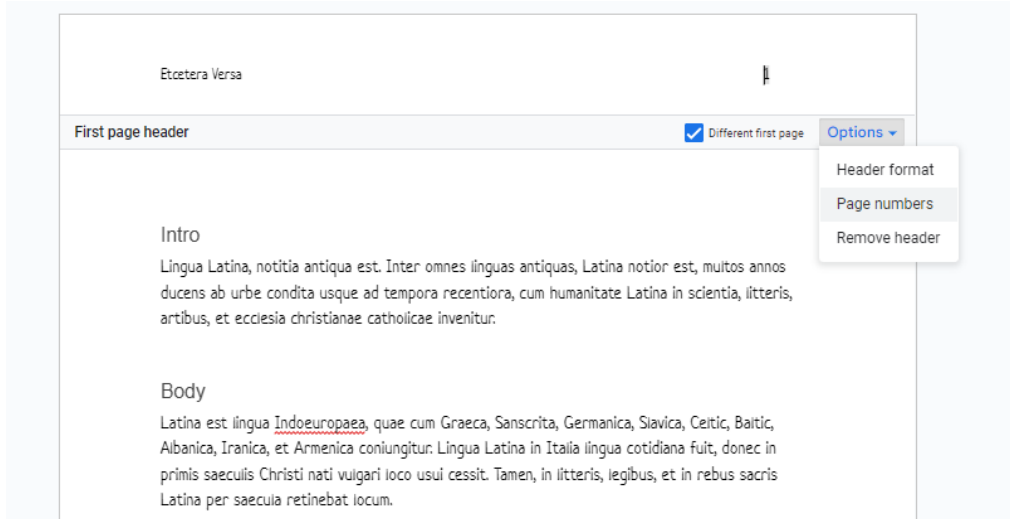 Etcetera Versa 1
First page header Different first page Options
Header format
Page numbers
Remove header
Intro
Lingua Latina, notitia antiqua est. Inter omnes linguas antiquas, Latina notior est, multos annos
ducens ab urbe condita usque ad tempora recentiora, cum humanitate Latina in scientia, litteris,
artibus, et ecclesia christianae catholicae invenitur.
Body
Latina est lingua Indoeuropaea, quae cum Graeca, Sanscrita, Germanica, Slavica, Celtic, Baltic,
Albanica, Iranica, et Armenica coniungitur. Lingua Latina in Italia lingua cotidiana fuit, donec in
primis saeculis Christi nati vulgari loco usui cessit. Tamen, in litteris, legibus, et in rebus sacris
Latina per saecula retinebat locum.